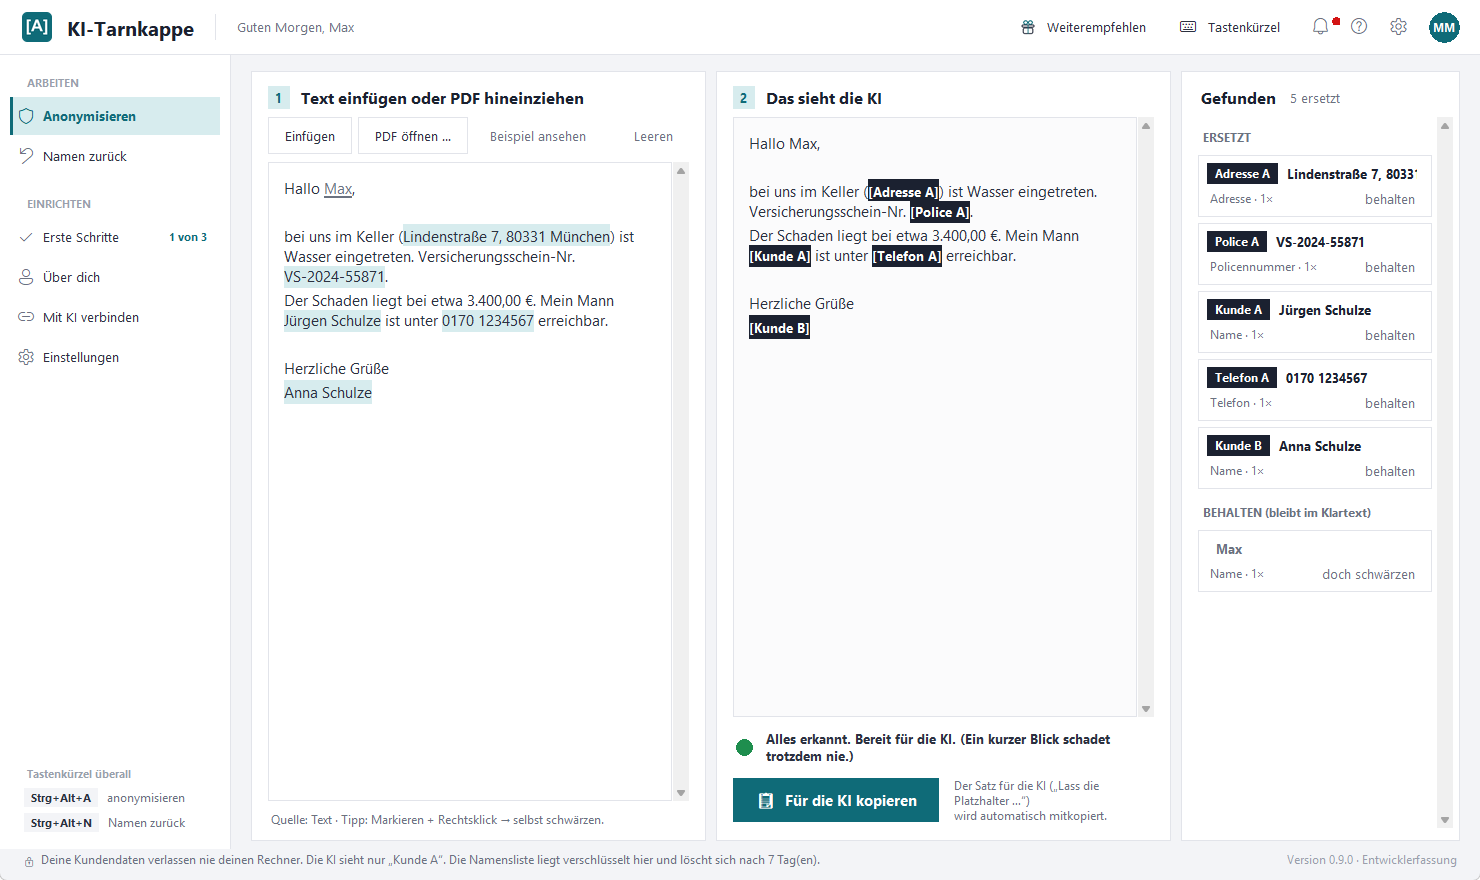 [A] KI-Tarnkappe
Guten Morgen, Max
Weiterempfehlen
Tastenkürzel
MM
ARBEITEN
Anonymisieren
Namen zurück
EINRICHTEN
Erste Schritte 1 von 3
Über dich
Mit KI verbinden
Einstellungen
Tastenkürzel überall
Strg+Alt+A anonymisieren
Strg+Alt+N Namen zurück
1 Text einfügen oder PDF hineinziehen
Einfügen PDF öffnen ... Beispiel ansehen Leeren
Hallo Max,
bei uns im Keller (Lindenstraße 7, 80331 München) ist
Wasser eingetreten. Versicherungsschein-Nr.
VS-2024-55871.
Der Schaden liegt bei etwa 3.400,00 €. Mein Mann
Jürgen Schulze ist unter 0170 1234567 erreichbar.
Herzliche Grüße
Anna Schulze
Quelle: Text · Tipp: Markieren + Rechtsklick → selbst schwärzen.
2 Das sieht die KI
Hallo Max,
bei uns im Keller ([Adresse A]) ist Wasser eingetreten.
Versicherungsschein-Nr. [Police A].
Der Schaden liegt bei etwa 3.400,00 €. Mein Mann
[Kunde A] ist unter [Telefon A] erreichbar.
Herzliche Grüße
[Kunde B]
Alles erkannt. Bereit für die KI. (Ein kurzer Blick schadet
trotzdem nie.)
Für die KI kopieren
Der Satz für die KI („Lass die
Platzhalter ...“)
wird automatisch mitkopiert.
Gefunden 5 ersetzt
ERSETZT
Adresse A Lindenstraße 7, 8033
Adresse · 1× behalten
Police A VS-2024-55871
Policennummer · 1× behalten
Kunde A Jürgen Schulze
Name · 1× behalten
Telefon A 0170 1234567
Telefon · 1× behalten
Kunde B Anna Schulze
Name · 1× behalten
BEHALTEN (bleibt im Klartext)
Max
Name · 1× doch schwärzen
Deine Kundendaten verlassen nie deinen Rechner. Die KI sieht nur „Kunde A“. Die Namensliste liegt verschlüsselt hier und löscht sich nach 7 Tag(en).
Version 0.9.0 · Entwicklerfassung